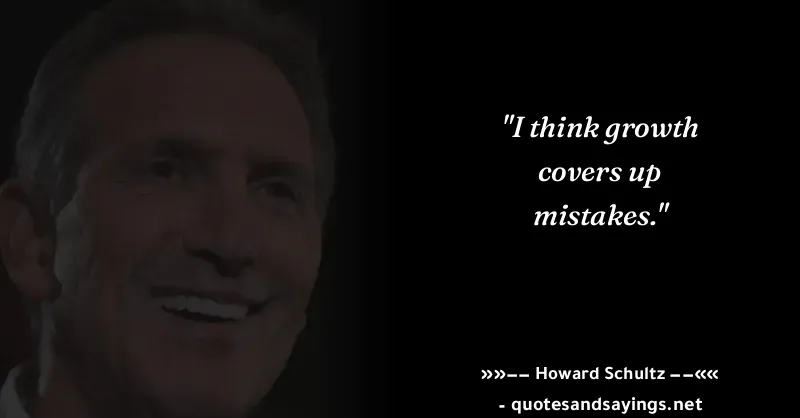 "I think growth
covers up
mistakes."
»»−− Howard Schultz −−««
- quotesandsayings.net